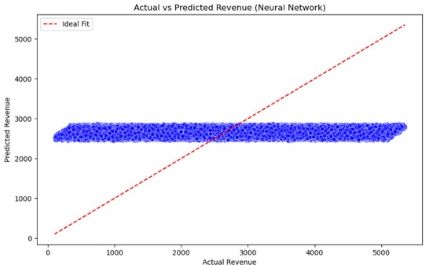 Actual vs Predicted Revenue (Neural Network)
Ideal Fit
5000
4000
3000
2000
1000
0
Predicted Revenue
0 1000 2000 3000 4000 5000
Actual Revenue